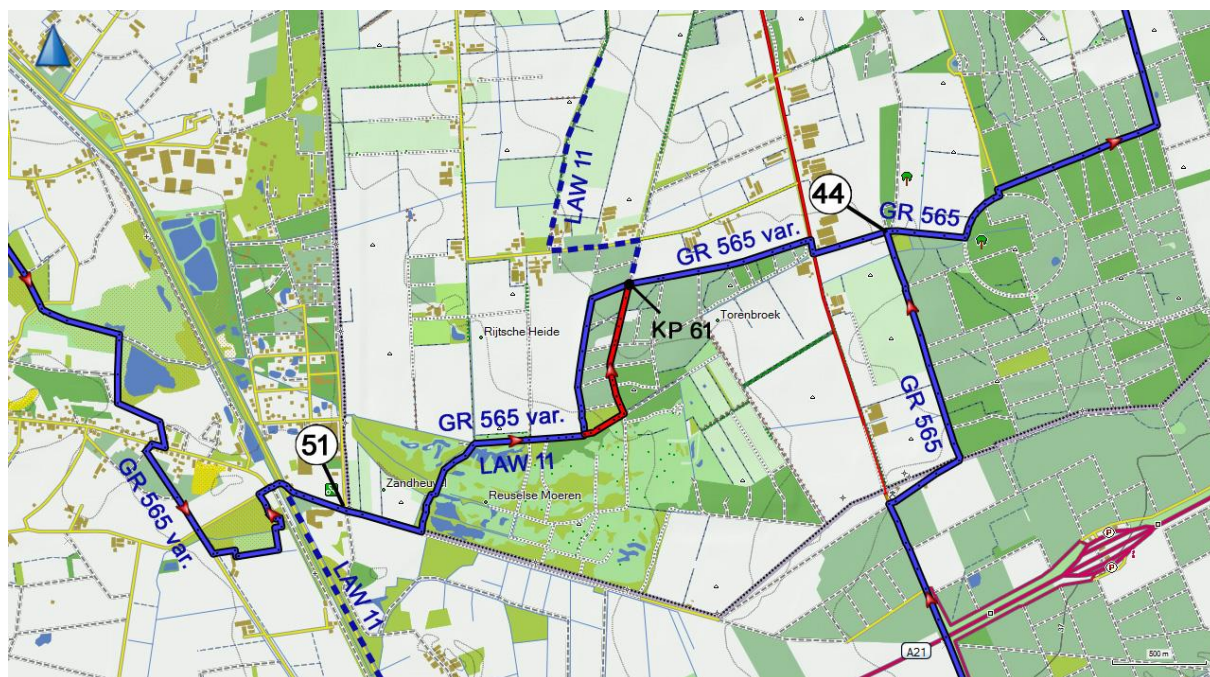 LAW 11
44
GR 565
GR 565 var.
Torenbroek
KP 61
Rijtsche Heide
GR 565
GR 565 var.
LAW 11
51
Zandheuvel
Reuselse Moeren
GR 565 var.
LAW 11
P
P
37
A21
500 m